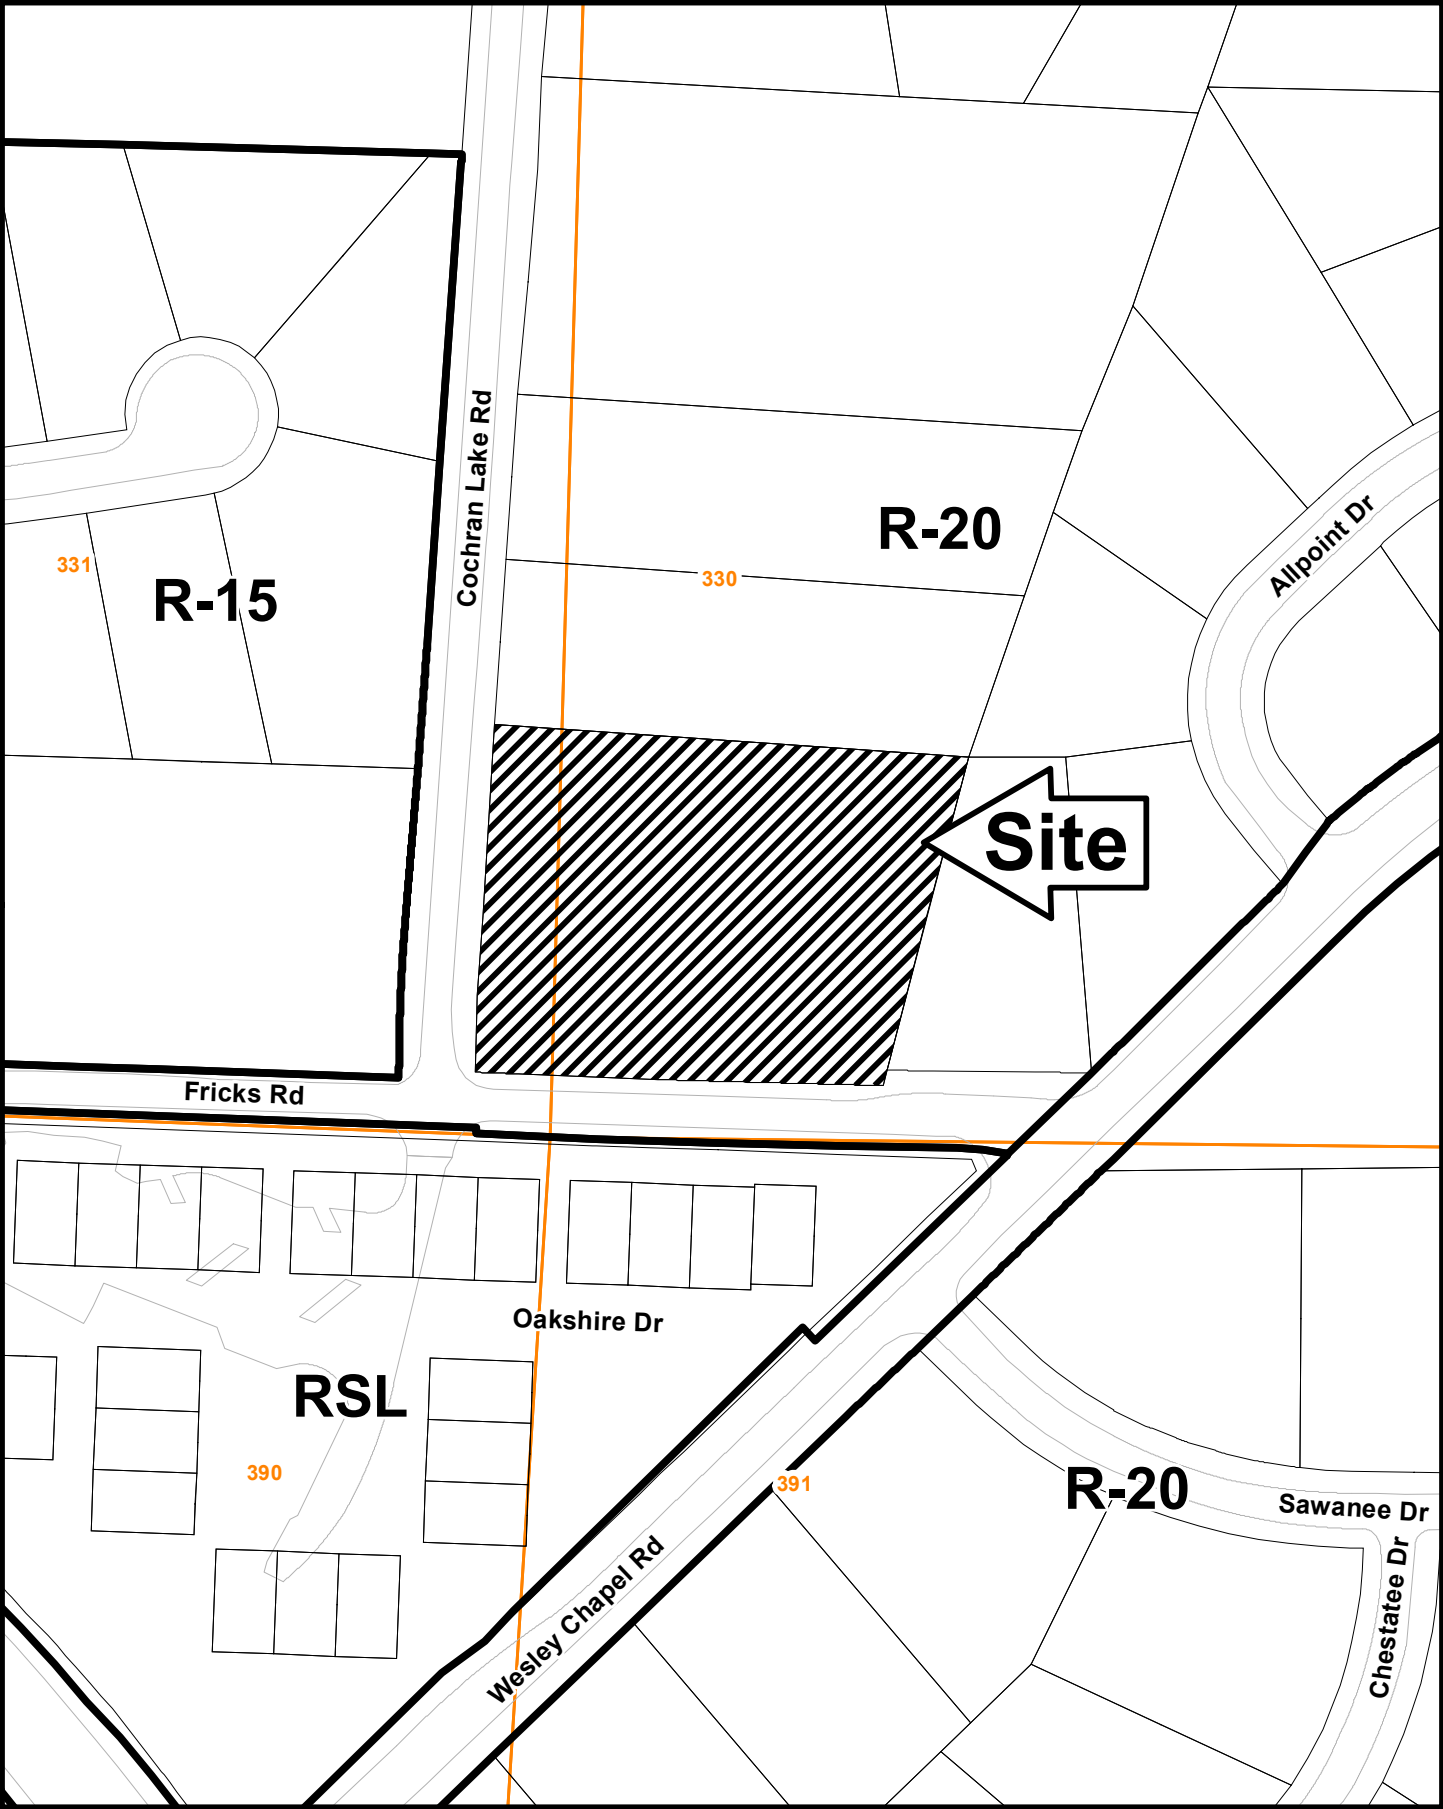 Cochran Lake Rd
R-20
Allpoint Dr
331
330
R-15
Site
Fricks Rd
Oakshire Dr
RSL
390
391
R-20
Sawanee Dr
Wesley Chapel Rd
Chestatee Dr